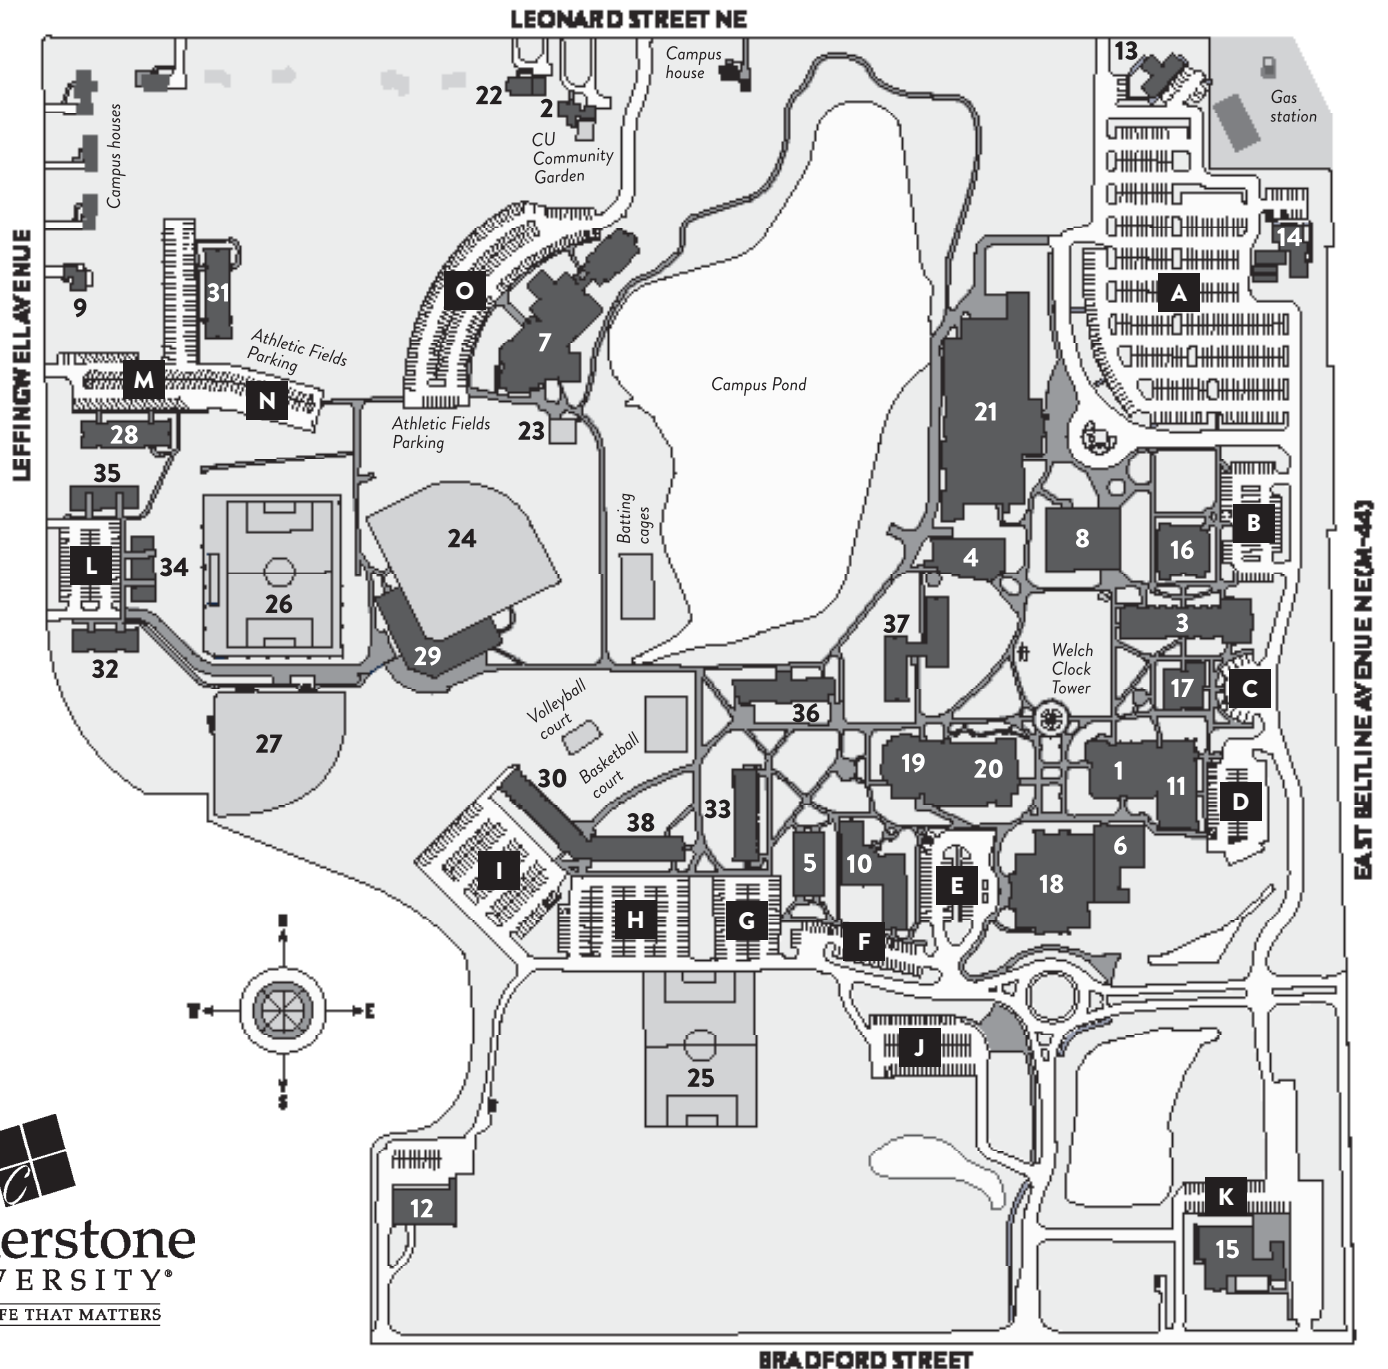 LEONARD STREET NE
13
Campus
house
22
2
Gas
station
CU
Community
Garden
Campus houses
14
LEFFINGWELL AVENUE
31
9
O
A
7
Athletic Fields
Parking
M
N
Campus Pond
21
28
Athletic Fields
Parking
23
35
Batting
cages
24
B
8
16
4
L
34
26
37
3
EAST BELTLINE AVENUE NE (M-44)
29
32
Welch
Clock
Tower
17
C
36
Volleyball
court
27
19
20
1
11
30
Basketball
court
33
D
38
6
5
10
I
E
18
H
G
F
N
W
E
S
J
25
K
12
15
C
erstone
VERSITY®
FE THAT MATTERS
BRADFORD STREET